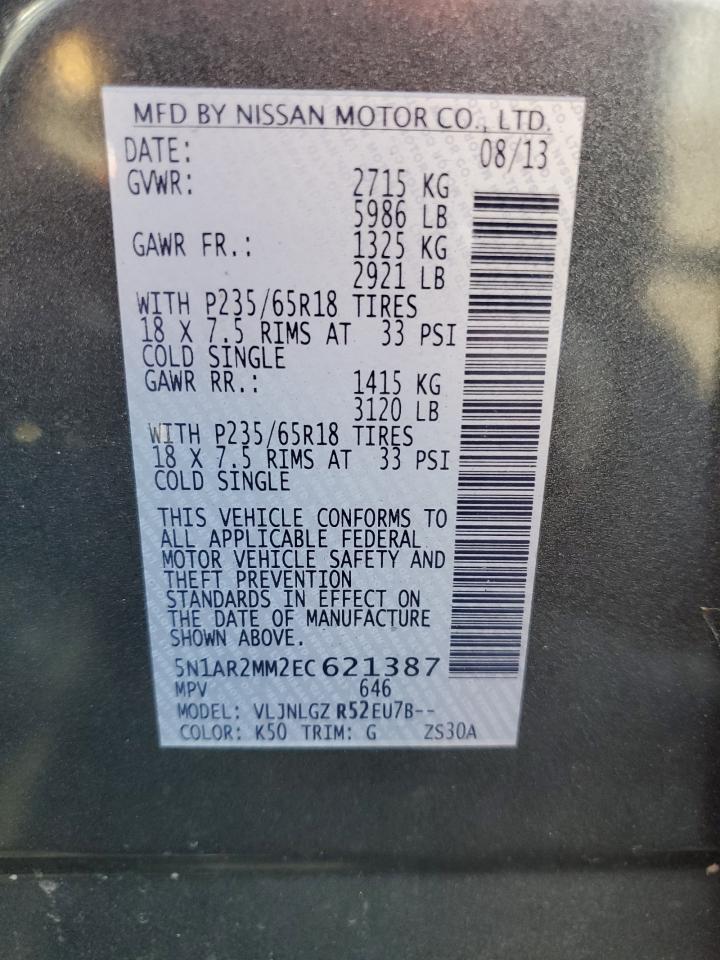 MFD BY NISSAN MOTOR CO., LTD.
DATE: 08/13
GVWR: 2715 KG
5986 LB
GAWR FR.: 1325 KG
2921 LB
WITH P235/65R18 TIRES
18 X 7.5 RIMS AT 33 PSI
COLD SINGLE
GAWR RR.: 1415 KG
3120 LB
WITH P235/65R18 TIRES
18 X 7.5 RIMS AT 33 PSI
COLD SINGLE
THIS VEHICLE CONFORMS TO
ALL APPLICABLE FEDERAL
MOTOR VEHICLE SAFETY AND
THEFT PREVENTION
STANDARDS IN EFFECT ON
THE DATE OF MANUFACTURE
SHOWN ABOVE.
5N1AR2MM2EC621387
MPV 646
MODEL: VLJNLGZ R52EU7B--
COLOR: K50 TRIM: G ZS30A